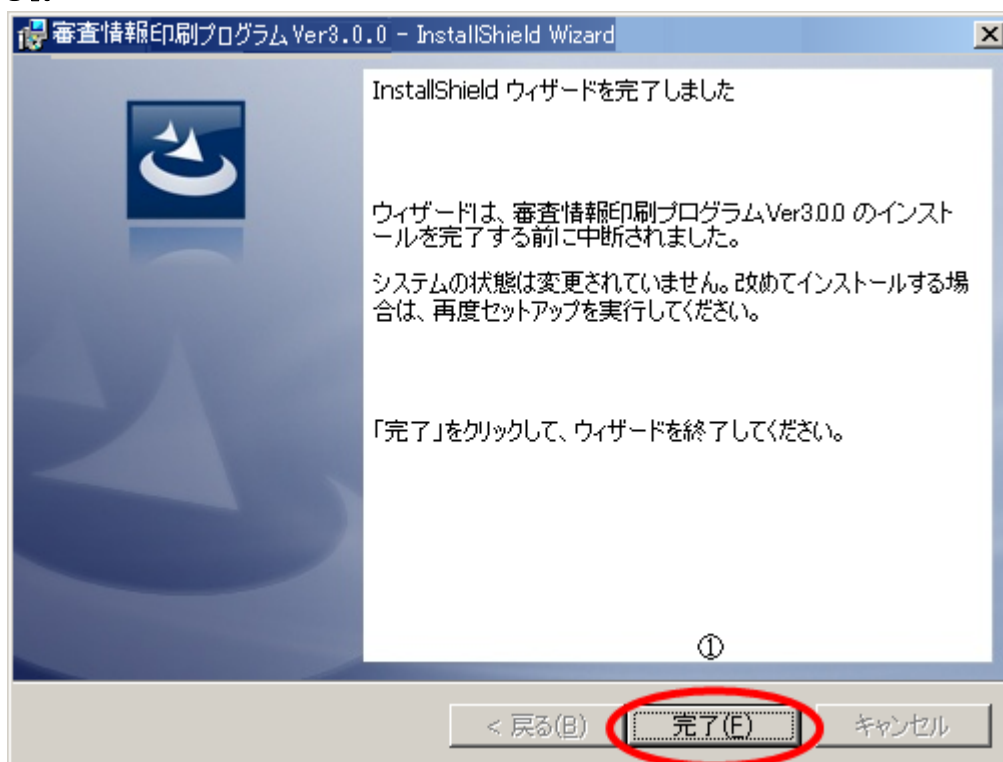 審査情報印刷プログラム Ver3.0.0 - InstallShield Wizard
InstallShield ウィザードを完了しました
ウィザードは、審査情報印刷プログラムVer3.0.0 のインスト
ールを完了する前に中断されました。
システムの状態は変更されていません。改めてインストールする場
合は、再度セットアップを実行してください。
「完了」をクリックして、ウィザードを終了してください。
①
< 戻る(B)
完了(F)
キャンセル